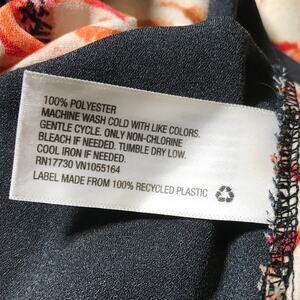 100% POLYESTER
MACHINE WASH COLD WITH LIKE COLORS.
GENTLE CYCLE. ONLY NON-CHLORINE
BLEACH IF NEEDED. TUMBLE DRY LOW.
COOL IRON IF NEEDED.
RN17730 VN1055164
LABEL MADE FROM 100% RECYCLED PLASTIC